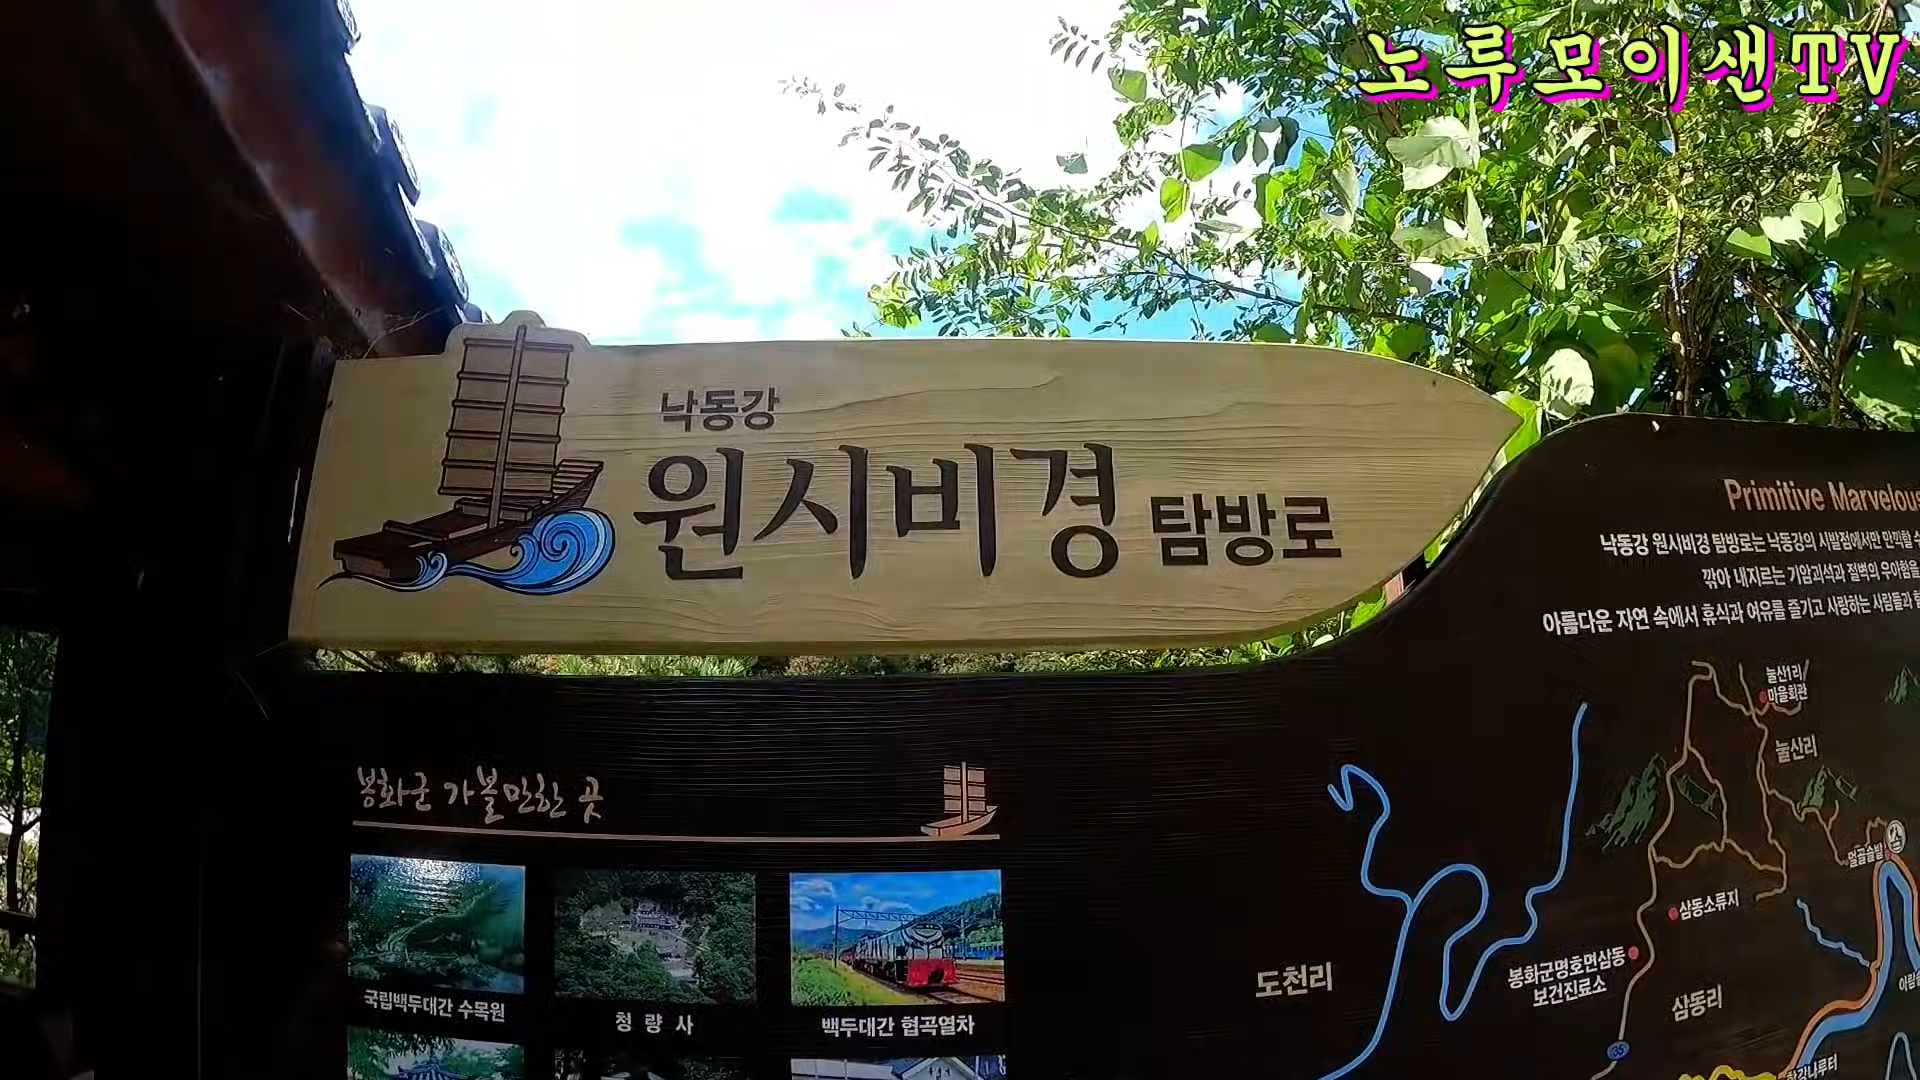 노루모이샌TV
낙동강
원시비경 탐방로
Primitive Marvelous
낙동강 원시비경 탐방로는 낙동강의 시발점에서만 만끽할 수
깎아 내지르는 기암괴석과 절벽의 우아함을
아름다운 자연 속에서 휴식과 여유를 즐기고 사랑하는 사람들과
눌산1리
마을회관
눌산리
봉화군 가볼만한 곳
삼동소류지
봉화군명호면삼동
보건진료소
도천리
삼동리
35
국립백두대간 수목원
청량사
백두대간 협곡열차